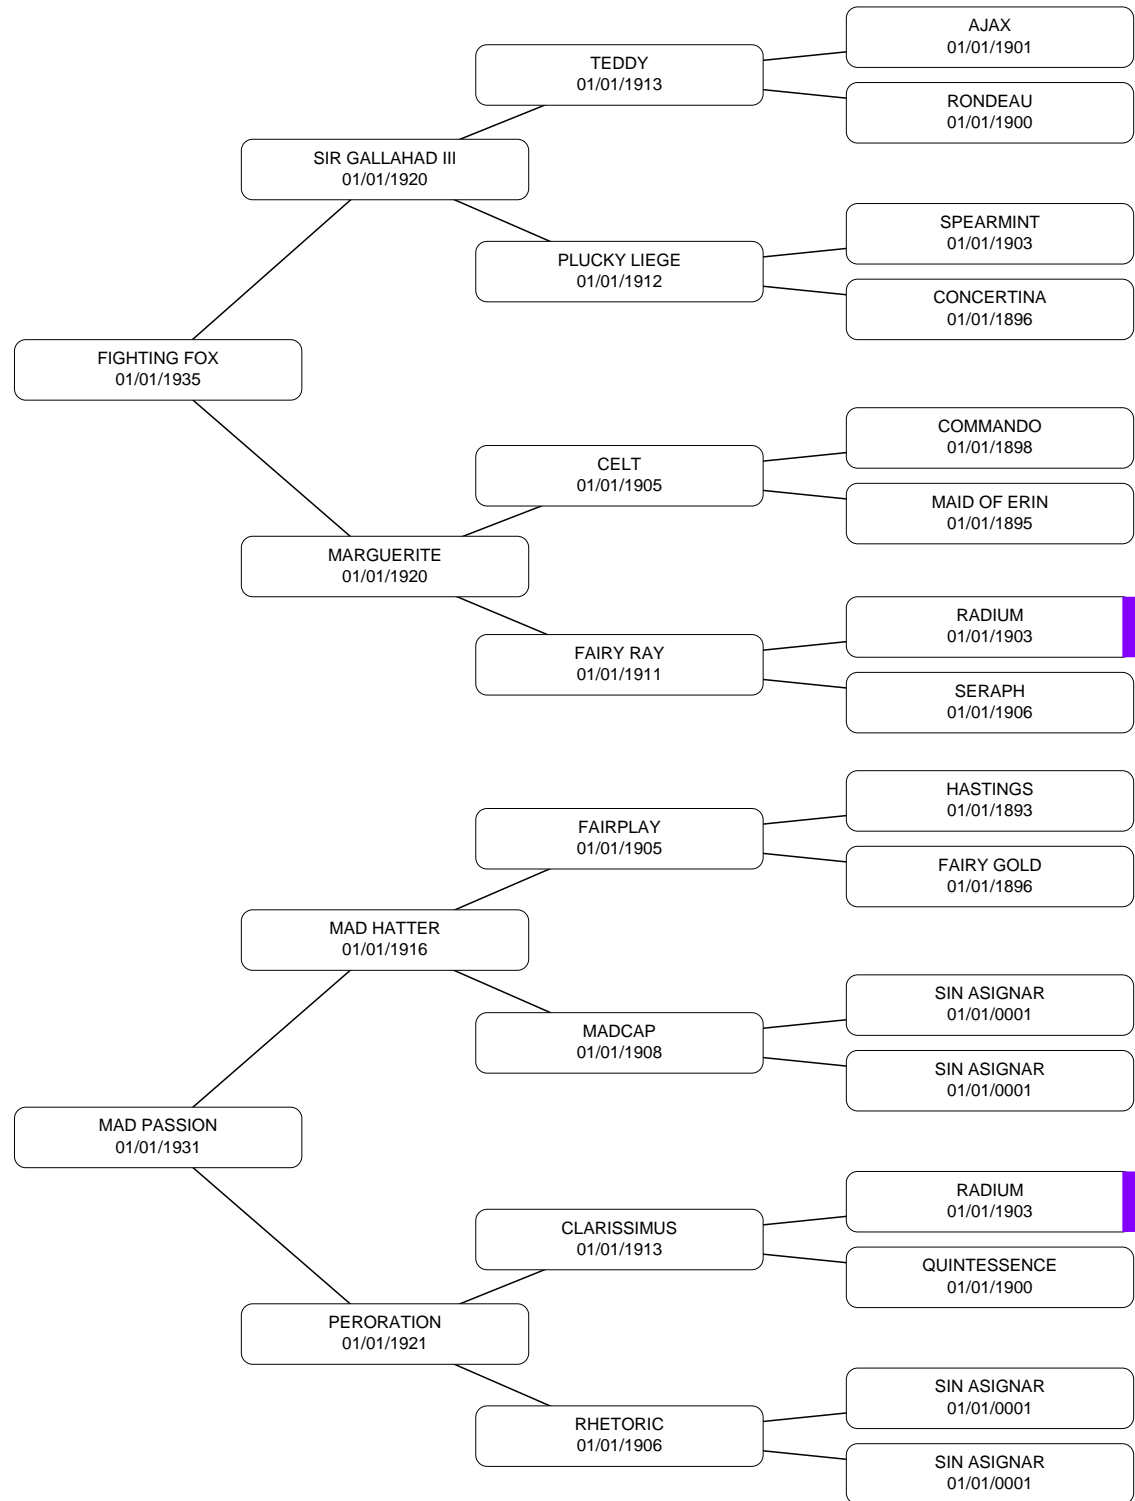 AJAX
01/01/1901
TEDDY
01/01/1913
RONDEAU
01/01/1900
SIR GALLAHAD III
01/01/1920
SPEARMINT
01/01/1903
PLUCKY LIEGE
01/01/1912
CONCERTINA
01/01/1896
FIGHTING FOX
01/01/1935
COMMANDO
01/01/1898
CELT
01/01/1905
MAID OF ERIN
01/01/1895
MARGUERITE
01/01/1920
RADIUM
01/01/1903
FAIRY RAY
01/01/1911
SERAPH
01/01/1906
HASTINGS
01/01/1893
FAIRPLAY
01/01/1905
FAIRY GOLD
01/01/1896
MAD HATTER
01/01/1916
SIN ASIGNAR
01/01/0001
MADCAP
01/01/1908
SIN ASIGNAR
01/01/0001
MAD PASSION
01/01/1931
RADIUM
01/01/1903
CLARISSIMUS
01/01/1913
QUINTESSENCE
01/01/1900
PERORATION
01/01/1921
SIN ASIGNAR
01/01/0001
RHETORIC
01/01/1906
SIN ASIGNAR
01/01/0001